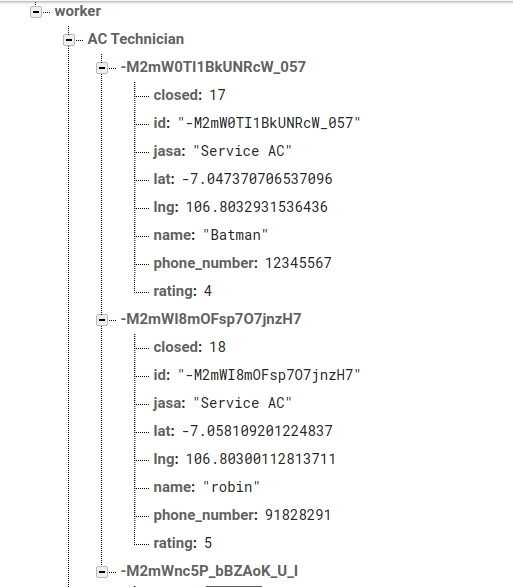 worker
AC Technician
-M2mW0TI1BkUNRcW_057
closed: 17
id: "-M2mW0TI1BkUNRcW_057"
jasa: "Service AC"
lat: -7.047370706537096
lng: 106.8032931536436
name: "Batman"
phone_number: 12345567
rating: 4
-M2mWI8mOFsp7O7jnzH7
closed: 18
id: "-M2mWI8mOFsp7O7jnzH7"
jasa: "Service AC"
lat: -7.058109201224837
lng: 106.80300112813711
name: "robin"
phone_number: 91828291
rating: 5
-M2mWnc5P_bBZAoK_U_I